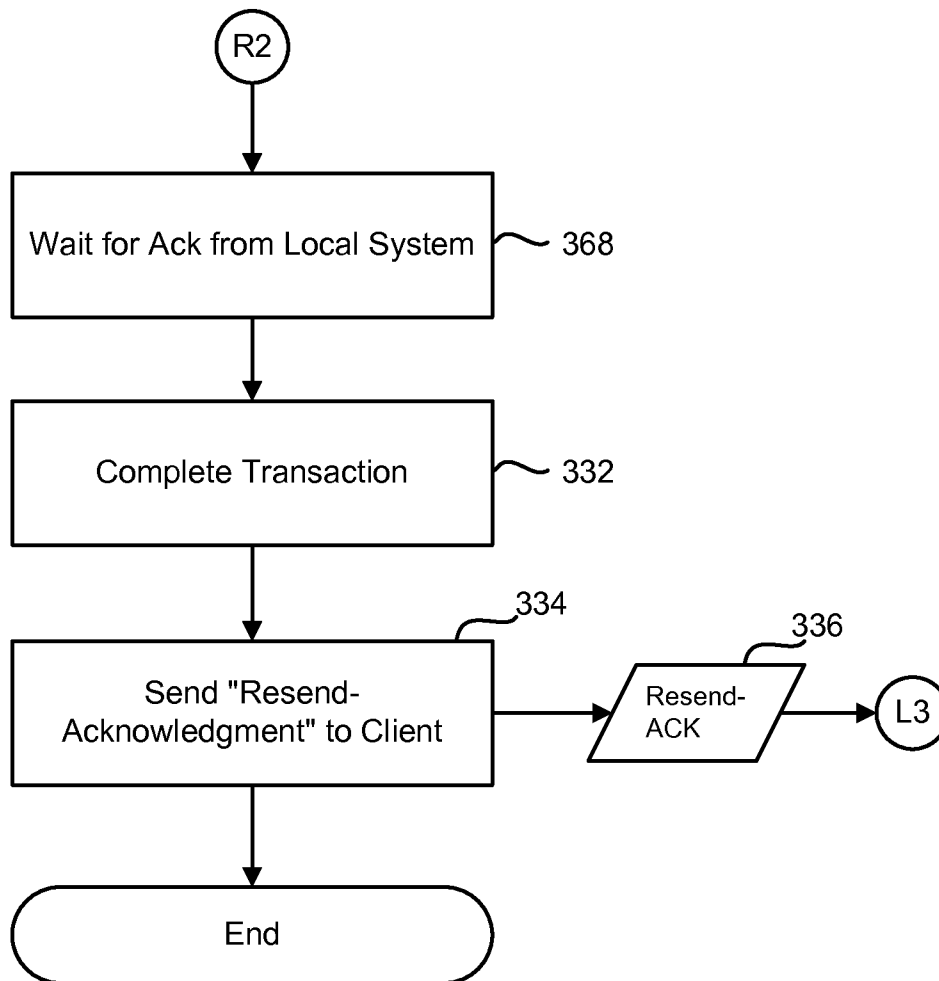 R2
Wait for Ack from Local System
368
Complete Transaction
332
334
Send "Resend-
Acknowledgment" to Client
336
Resend-
ACK
L3
End